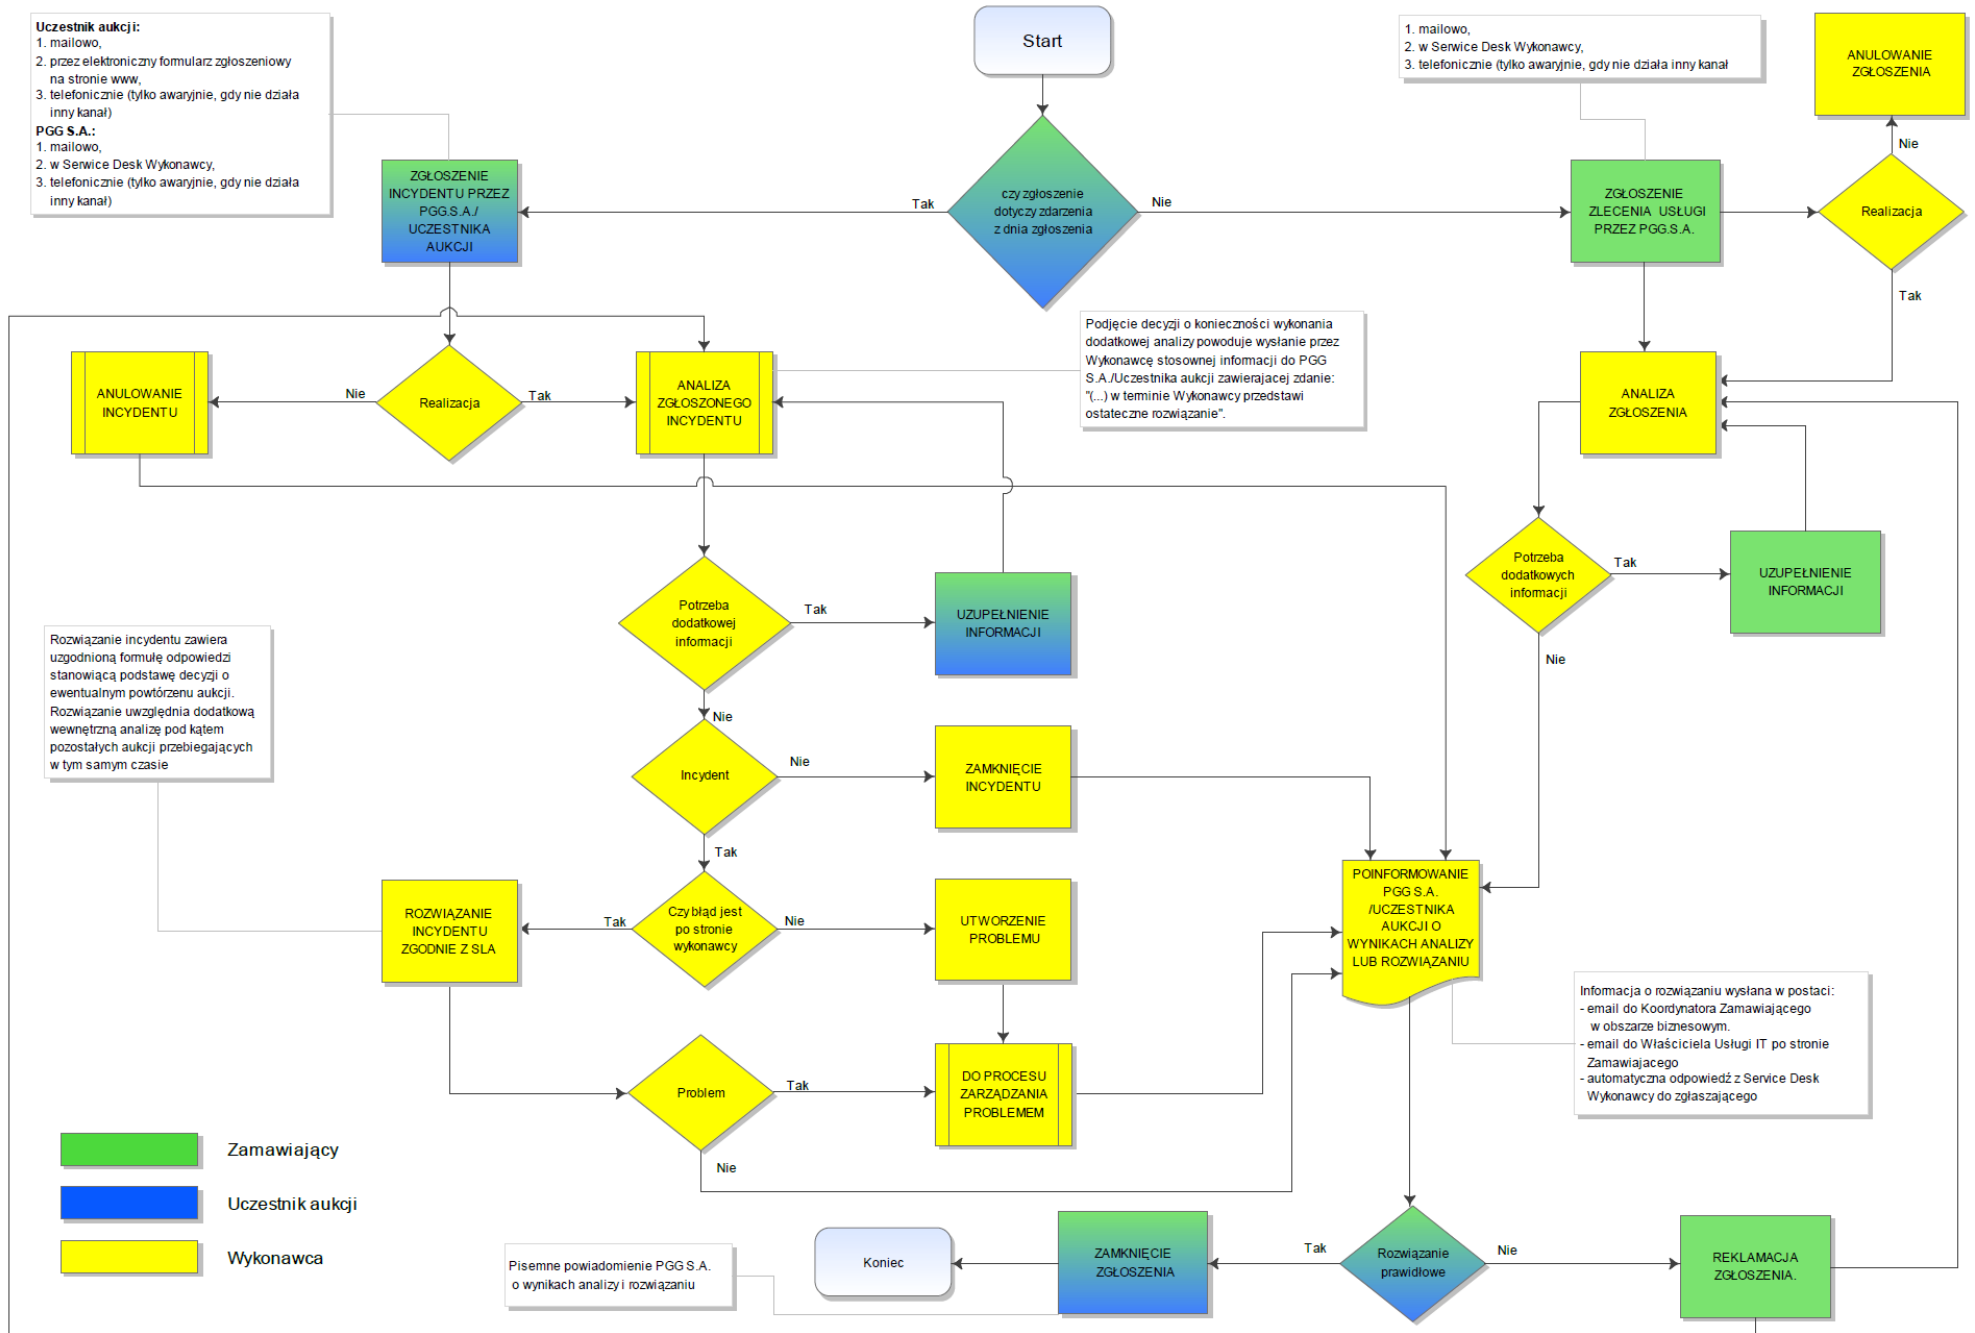 Uczestnik aukcji:
1. mailowo,
2. przez elektroniczny formularz zgłoszeniowy
na stronie www,
3. telefonicznie (tylko awaryjnie, gdy nie działa
inny kanał)
PGG S.A.:
1. mailowo,
2. w Serwice Desk Wykonawcy,
3. telefonicznie (tylko awaryjnie, gdy nie działa
inny kanał)
Start
1. mailowo,
2. w Serwice Desk Wykonawcy,
3. telefonicznie (tylko awaryjnie, gdy nie działa inny kanał
ANULOWANIE
ZGŁOSZENIA
Nie
ZGŁOSZENIE
INCYDENTU PRZEZ
PGG.S.A./
UCZESTNIKA
AUKCJI
Tak
czy zgłoszenie
dotyczy zdarzenia
z dnia zgłoszenia
Nie
ZGŁOSZENIE
ZLECENIA USŁUGI
PRZEZ PGG.S.A.
Realizacja
Tak
Podjęcie decyzji o konieczności wykonania
dodatkowej analizy powoduje wysłanie przez
Wykonawcę stosownej informacji do PGG
S.A./Uczestnika aukcji zawierajacej zdanie:
"(...) w terminie Wykonawcy przedstawi
ostateczne rozwiązanie".
ANULOWANIE
INCYDENTU
Nie
Realizacja
Tak
ANALIZA
ZGŁOSZONEGO
INCYDENTU
ANALIZA
ZGŁOSZENIA
Potrzeba
dodatkowych
informacji
Tak
UZUPEŁNIENIE
INFORMACJI
Nie
Potrzeba
dodatkowej
informacji
Tak
UZUPEŁNIENIE
INFORMACJI
Nie
Rozwiązanie incydentu zawiera
uzgodnioną formułę odpowiedzi
stanowiącą podstawę decyzji o
ewentualnym powtórzenu aukcji.
Rozwiązanie uwzględnia dodatkową
wewnętrzną analizę pod kątem
pozostałych aukcji przebiegających
w tym samym czasie
Incydent
Nie
ZAMKNIĘCIE
INCYDENTU
Tak
ROZWIĄZANIE
INCYDENTU
ZGODNIE Z SLA
Tak
Czy błąd jest
po stronie
wykonawcy
Nie
UTWORZENIE
PROBLEMU
POINFORMOWANIE
PGG S.A.
/UCZESTNIKA
AUKCJI O
WYNIKACH ANALIZY
LUB ROZWIĄZANIU
Informacja o rozwiązaniu wysłana w postaci:
- email do Koordynatora Zamawiającego
w obszarze biznesowym.
- email do Właściciela Usługi IT po stronie
Zamawiajacego
- automatyczna odpowiedź z Service Desk
Wykonawcy do zgłaszającego
Problem
Tak
DO PROCESU
ZARZĄDZANIA
PROBLEMEM
Nie
Zamawiający
Uczestnik aukcji
Wykonawca
Pisemne powiadomienie PGG S.A.
o wynikach analizy i rozwiązaniu
Koniec
ZAMKNIĘCIE
ZGŁOSZENIA
Tak
Rozwiązanie
prawidłowe
Nie
REKLAMACJA
ZGŁOSZENIA.